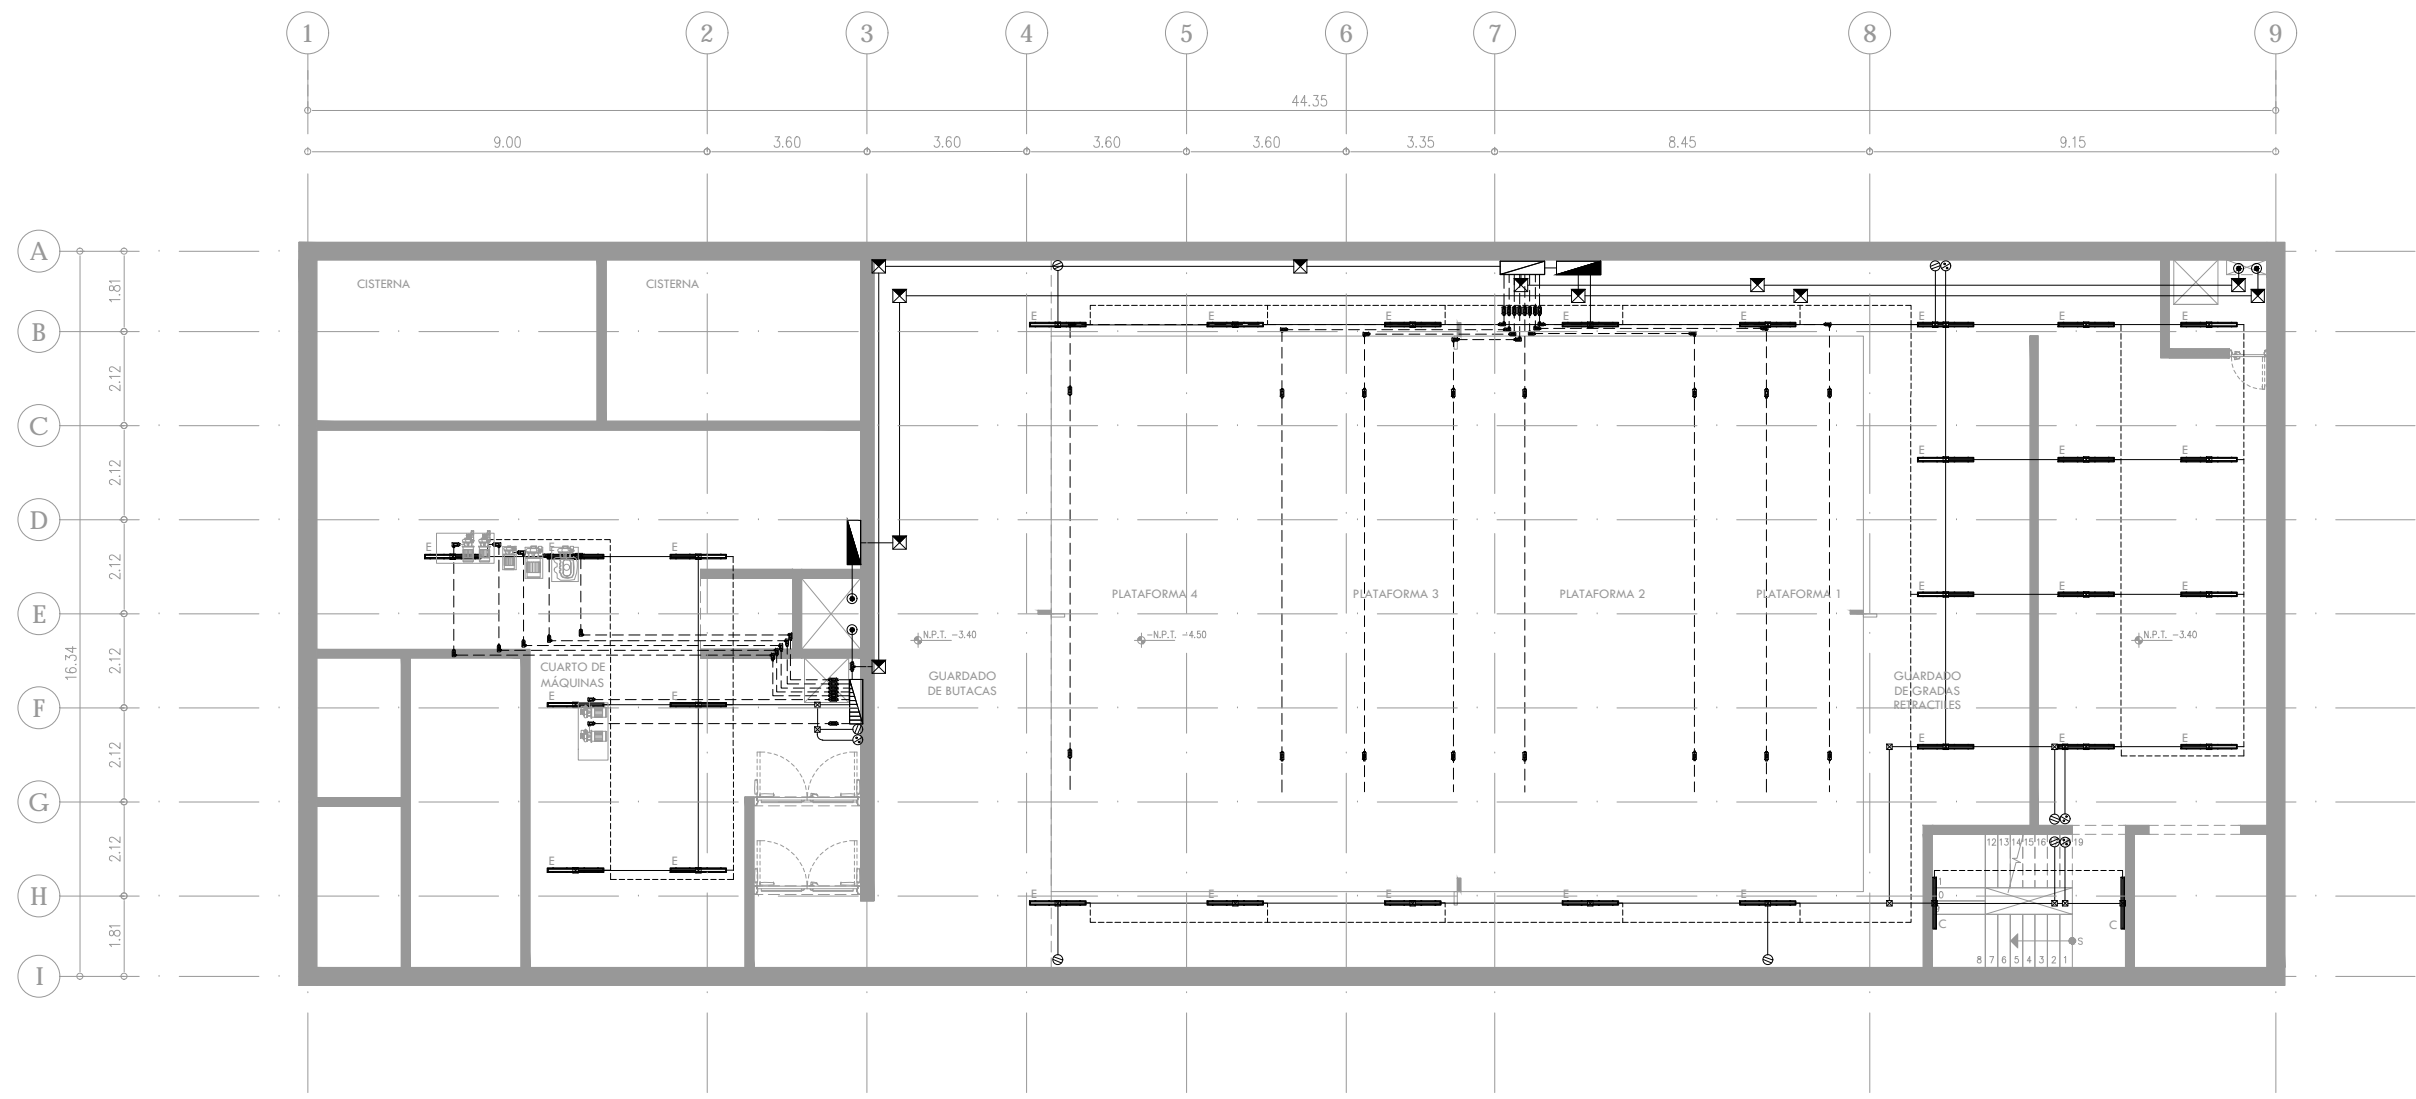 1 2 3 4 5 6 7 8 9
44.35
9.00 3.60 3.60 3.60 3.60 3.35 8.45 9.15
A
1.81
CISTERNA CISTERNA
E E E E E E E E
B
2.12
C
2.12
E E E
D
2.12
E E E
E E E
PLATAFORMA 4 PLATAFORMA 3 PLATAFORMA 2 PLATAFORMA 1
E
N.P.T. -3.40 N.P.T. -4.50 N.P.T. -3.40
16.34
2.12
CUARTO DE
MÁQUINAS
GUARDADO
DE BUTACAS
GUARDADO
DE GRADAS
RETRÁCTILES
E E
F
E E E
2.12
G
12 13 14 15 16 19
2.12
E E
H
E E E E E
C C
1.81
S
8 7 6 5 4 3 2 1
I